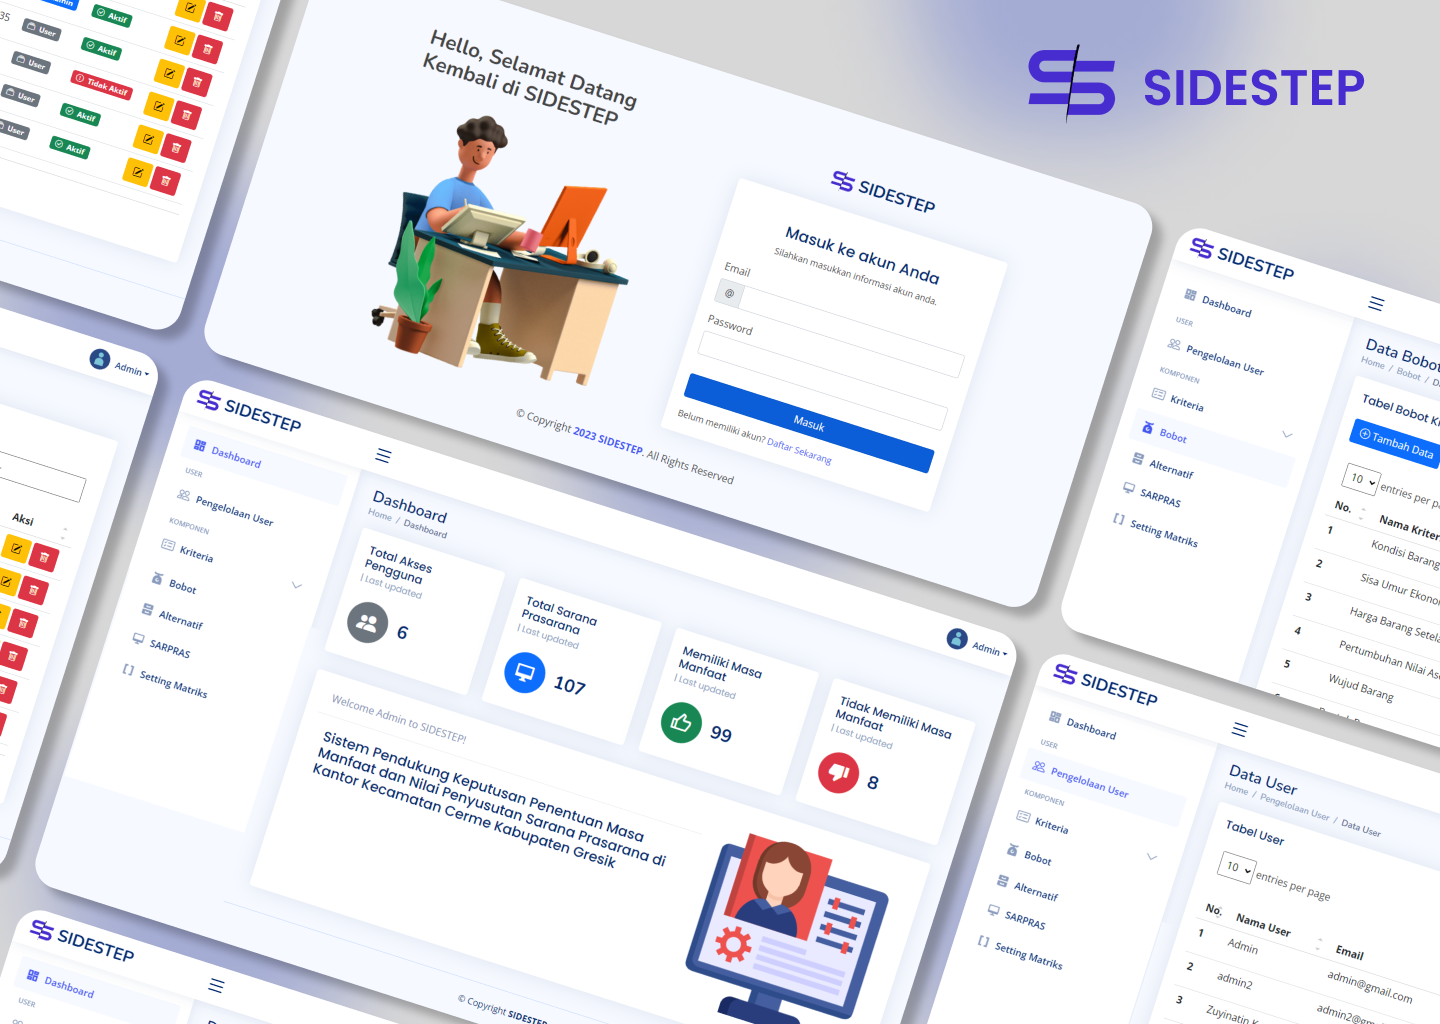 SIDESTEP
35
Admin
Aktif
User
Aktif
User
Tidak Aktif
User
Aktif
User
Aktif
Hello, Selamat Datang
Kembali di SIDESTEP
SIDESTEP
Masuk ke akun Anda
Silahkan masukkan informasi akun anda.
Email
@
Password
Masuk
Belum memiliki akun? Daftar Sekarang
© Copyright 2023 SIDESTEP. All Rights Reserved
Admin
Aksi
SIDESTEP
Dashboard
USER
Pengelolaan User
KOMPONEN
Kriteria
Bobot
Alternatif
SARPRAS
Setting Matriks
Admin
Dashboard
Home / Dashboard
Total Akses
Pengguna
| Last updated
6
Total Sarana
Prasarana
| Last updated
107
Memiliki Masa
Manfaat
| Last updated
99
Tidak Memiliki Masa
Manfaat
| Last updated
8
Welcome Admin to SIDESTEP!
Sistem Pendukung Keputusan Penentuan Masa
Manfaat dan Nilai Penyusutan Sarana Prasarana di
Kantor Kecamatan Cerme Kabupaten Gresik
© Copyright SIDESTEP
SIDESTEP
Dashboard
USER
Pengelolaan User
KOMPONEN
Kriteria
Bobot
Alternatif
SARPRAS
Setting Matriks
Data Bobot
Home / Bobot /
Tabel Bobot
Tambah Data
10 entries per
No. Nama Kriter
1 Kondisi Barang
2 Sisa Umur Ekono
3 Harga Barang Setela
4 Pertumbuhan Nilai As
5 Wujud Barang
SIDESTEP
Dashboard
USER
Pengelolaan User
KOMPONEN
Kriteria
Bobot
Alternatif
SARPRAS
Setting Matriks
Data User
Home / Pengelolaan User / Data User
Tabel User
10 entries per page
No. Nama User Email
1 Admin admin@gmail.com
2 admin2 admin2@gm
3 Zuyinatin K
SIDESTEP
Dashboard
USER